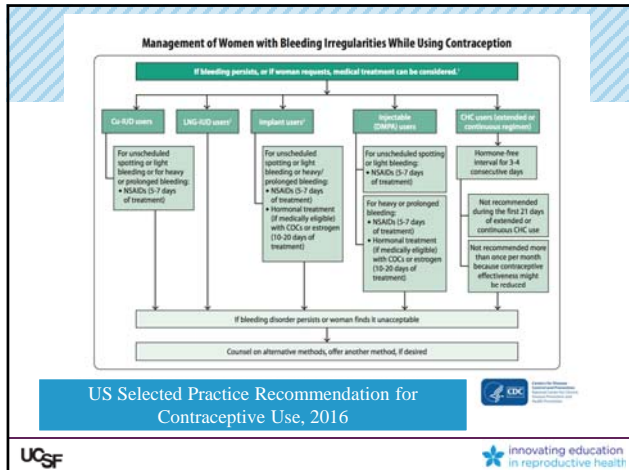 Management of Women with Bleeding Irregularities While Using Contraception
If bleeding persists, or if woman requests, medical treatment can be considered.
Cu-IUD users
LNG-IUD users
Implant users
Injectable
(DMPA) users
CHC users (extended or
continuous regimen)
For unscheduled
spotting or light
bleeding or for heavy
or prolonged bleeding:
• NSAIDs (5-7 days
of treatment)
For unscheduled
spotting or light
bleeding or heavy/
prolonged bleeding:
• NSAIDs (5-7 days
of treatment)
• Hormonal treatment
(if medically eligible)
with COCs or estrogen
(10-20 days of
treatment)
For unscheduled spotting
or light bleeding:
• NSAIDs (5-7 days of
treatment)
For heavy or prolonged
bleeding:
• NSAIDs (5-7 days of
treatment)
• Hormonal treatment
(if medically eligible)
with COCs or estrogen
(10-20 days of
treatment)
Hormone-free
interval for 3-4
consecutive days
Not recommended
during the first 21 days
of extended or
continuous CHC use
Not recommended more
than once per month
because contraceptive
effectiveness might
be reduced
If bleeding disorder persists or woman finds it unacceptable
Counsel on alternative methods, offer another method, if desired
US Selected Practice Recommendation for
Contraceptive Use, 2016
CDC
UCSF
innovating education
in reproductive health